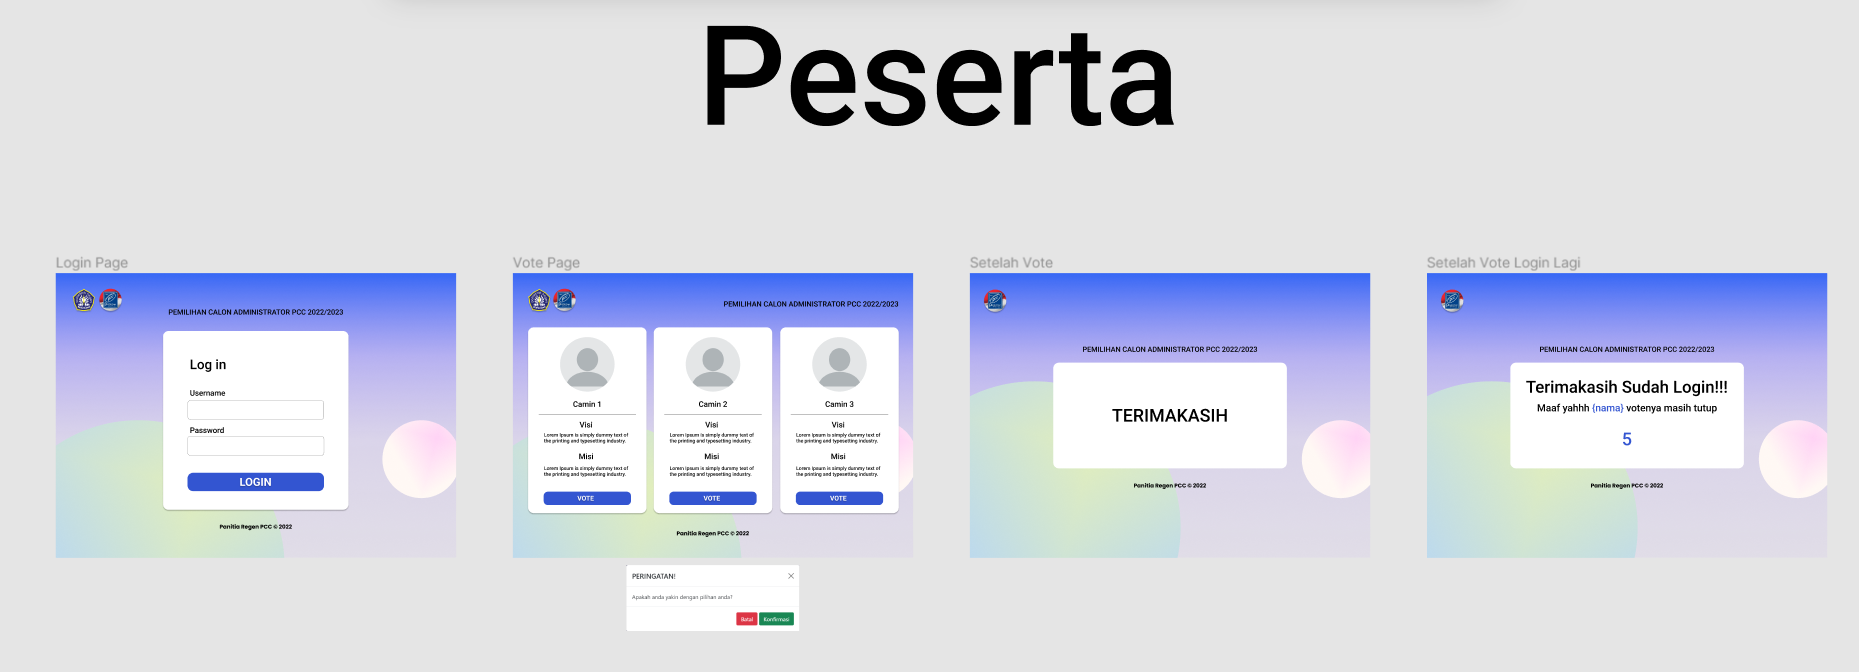 Peserta
Login Page
PEMILIHAN CALON ADMINISTRATOR PCC 2022/2023
Log in
Username
Password
LOGIN
Panitia Regen PCC © 2022
Vote Page
PEMILIHAN CALON ADMINISTRATOR PCC 2022/2023
Camin 1
Visi
Lorem Ipsum is simply dummy text of
the printing and typesetting industry.
Misi
Lorem Ipsum is simply dummy text of
the printing and typesetting industry.
VOTE
Camin 2
Visi
Lorem Ipsum is simply dummy text of
the printing and typesetting industry.
Misi
Lorem Ipsum is simply dummy text of
the printing and typesetting industry.
VOTE
Camin 3
Visi
Lorem Ipsum is simply dummy text of
the printing and typesetting industry.
Misi
Lorem Ipsum is simply dummy text of
the printing and typesetting industry.
VOTE
Panitia Regen PCC © 2022
PERINGATAN!
Apakah anda yakin dengan pilihan anda?
Batal
Konfirmasi
Setelah Vote
PEMILIHAN CALON ADMINISTRATOR PCC 2022/2023
TERIMAKASIH
Panitia Regen PCC © 2022
Setelah Vote Login Lagi
PEMILIHAN CALON ADMINISTRATOR PCC 2022/2023
Terimakasih Sudah Login!!!
Maaf yahhh {nama} votenya masih tutup
5
Panitia Regen PCC © 2022